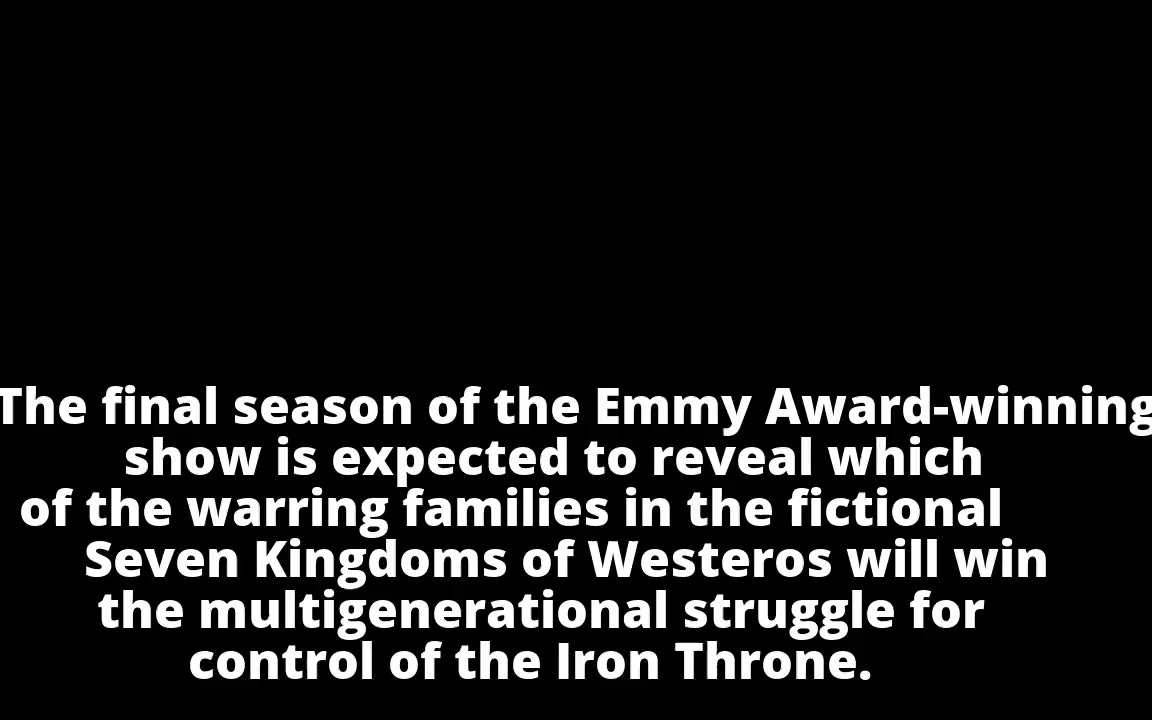 The final season of the Emmy Award-winning
show is expected to reveal which
of the warring families in the fictional
Seven Kingdoms of Westeros will win
the multigenerational struggle for
control of the Iron Throne.